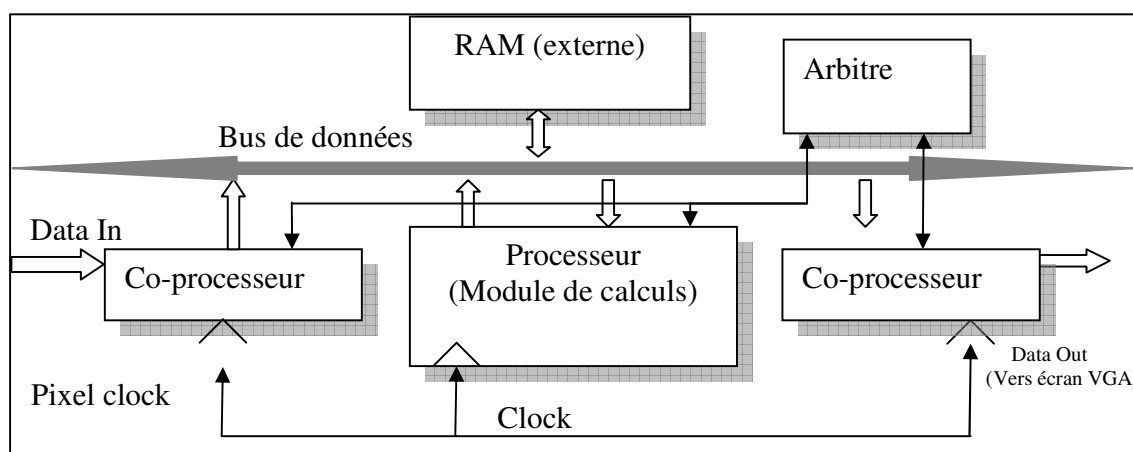 RAM (externe)
Arbitre
Bus de données
Data In
Co-processeur
Processeur
(Module de calculs)
Co-processeur
Data Out
(Vers écran VGA)
Pixel clock
Clock